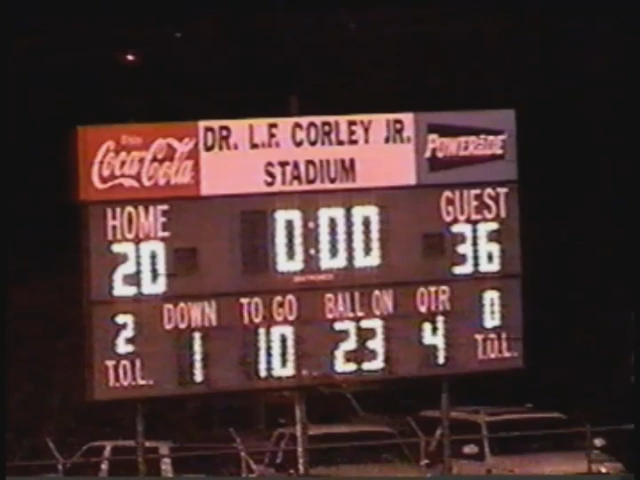 Enjoy
Coca-Cola
DR. L.F. CORLEY JR.
STADIUM
POWERADE
HOME
GUEST
20
0:00
36
DOWN
TO GO
BALL ON
QTR
2
1
10
23
4
0
T.O.L.
T.O.L.